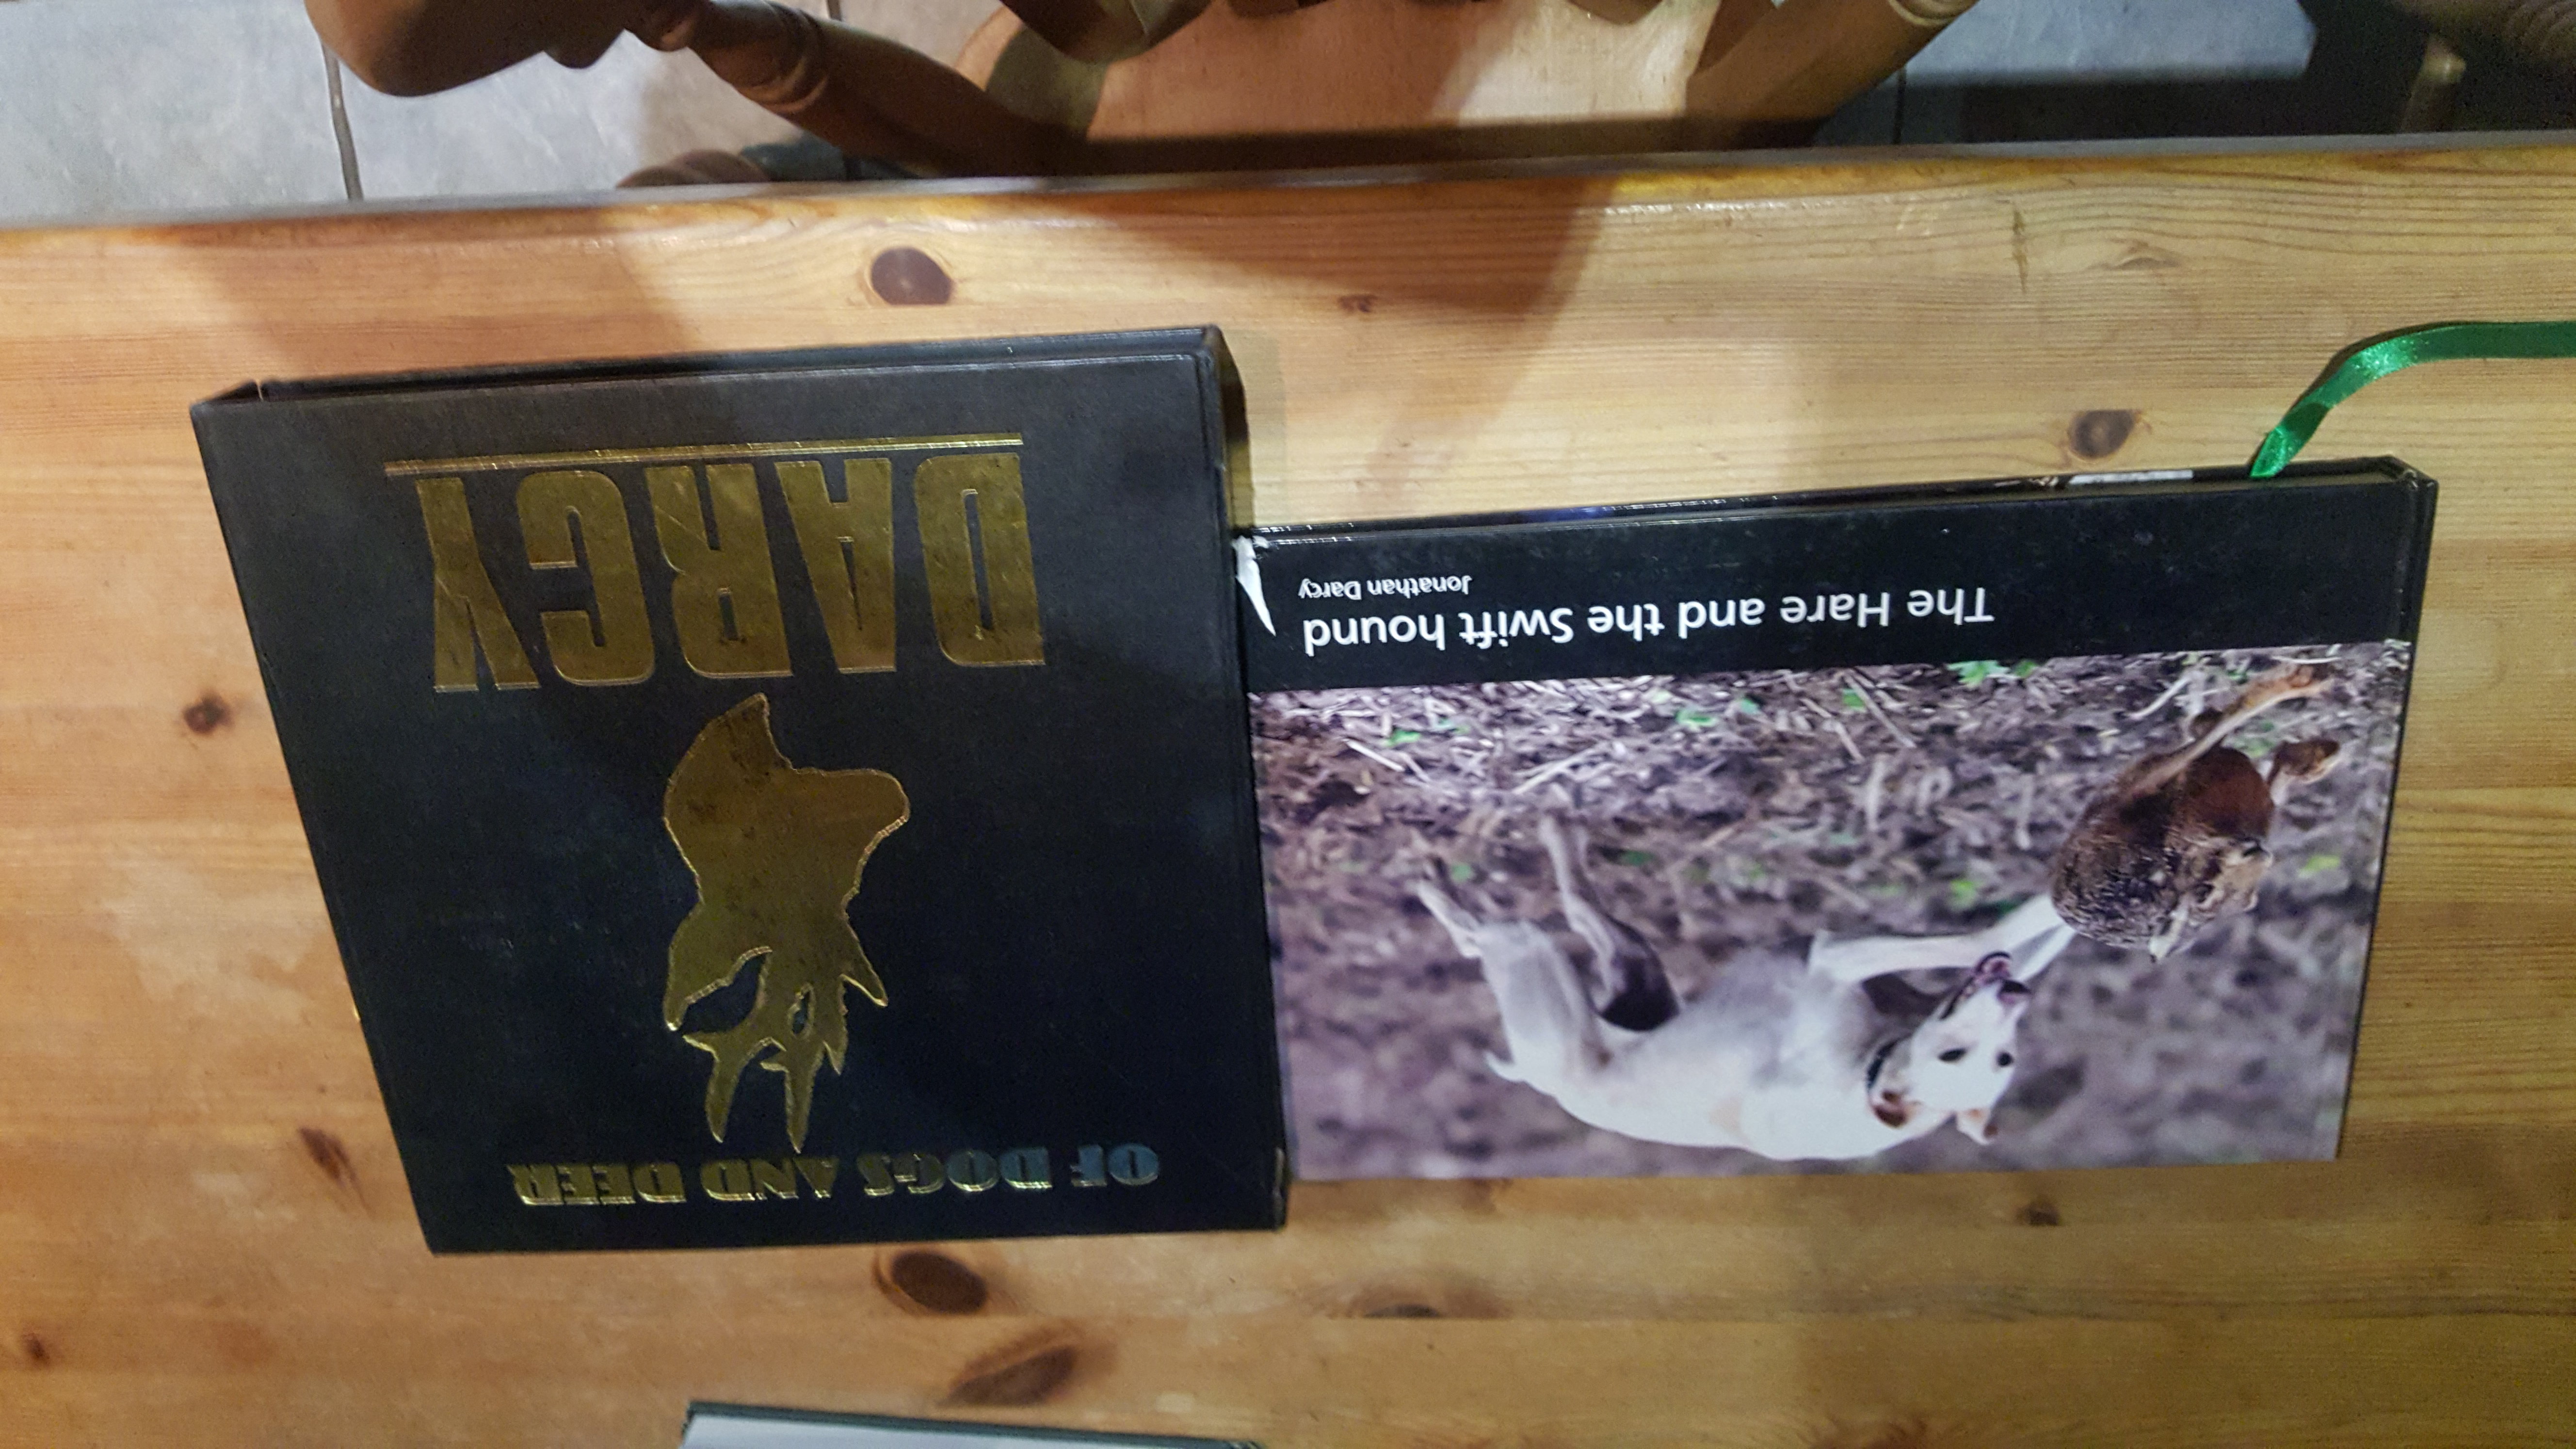 OF DOGS AND DEER
DARCY
The Hare and the Swift hound
Jonathan Darcy